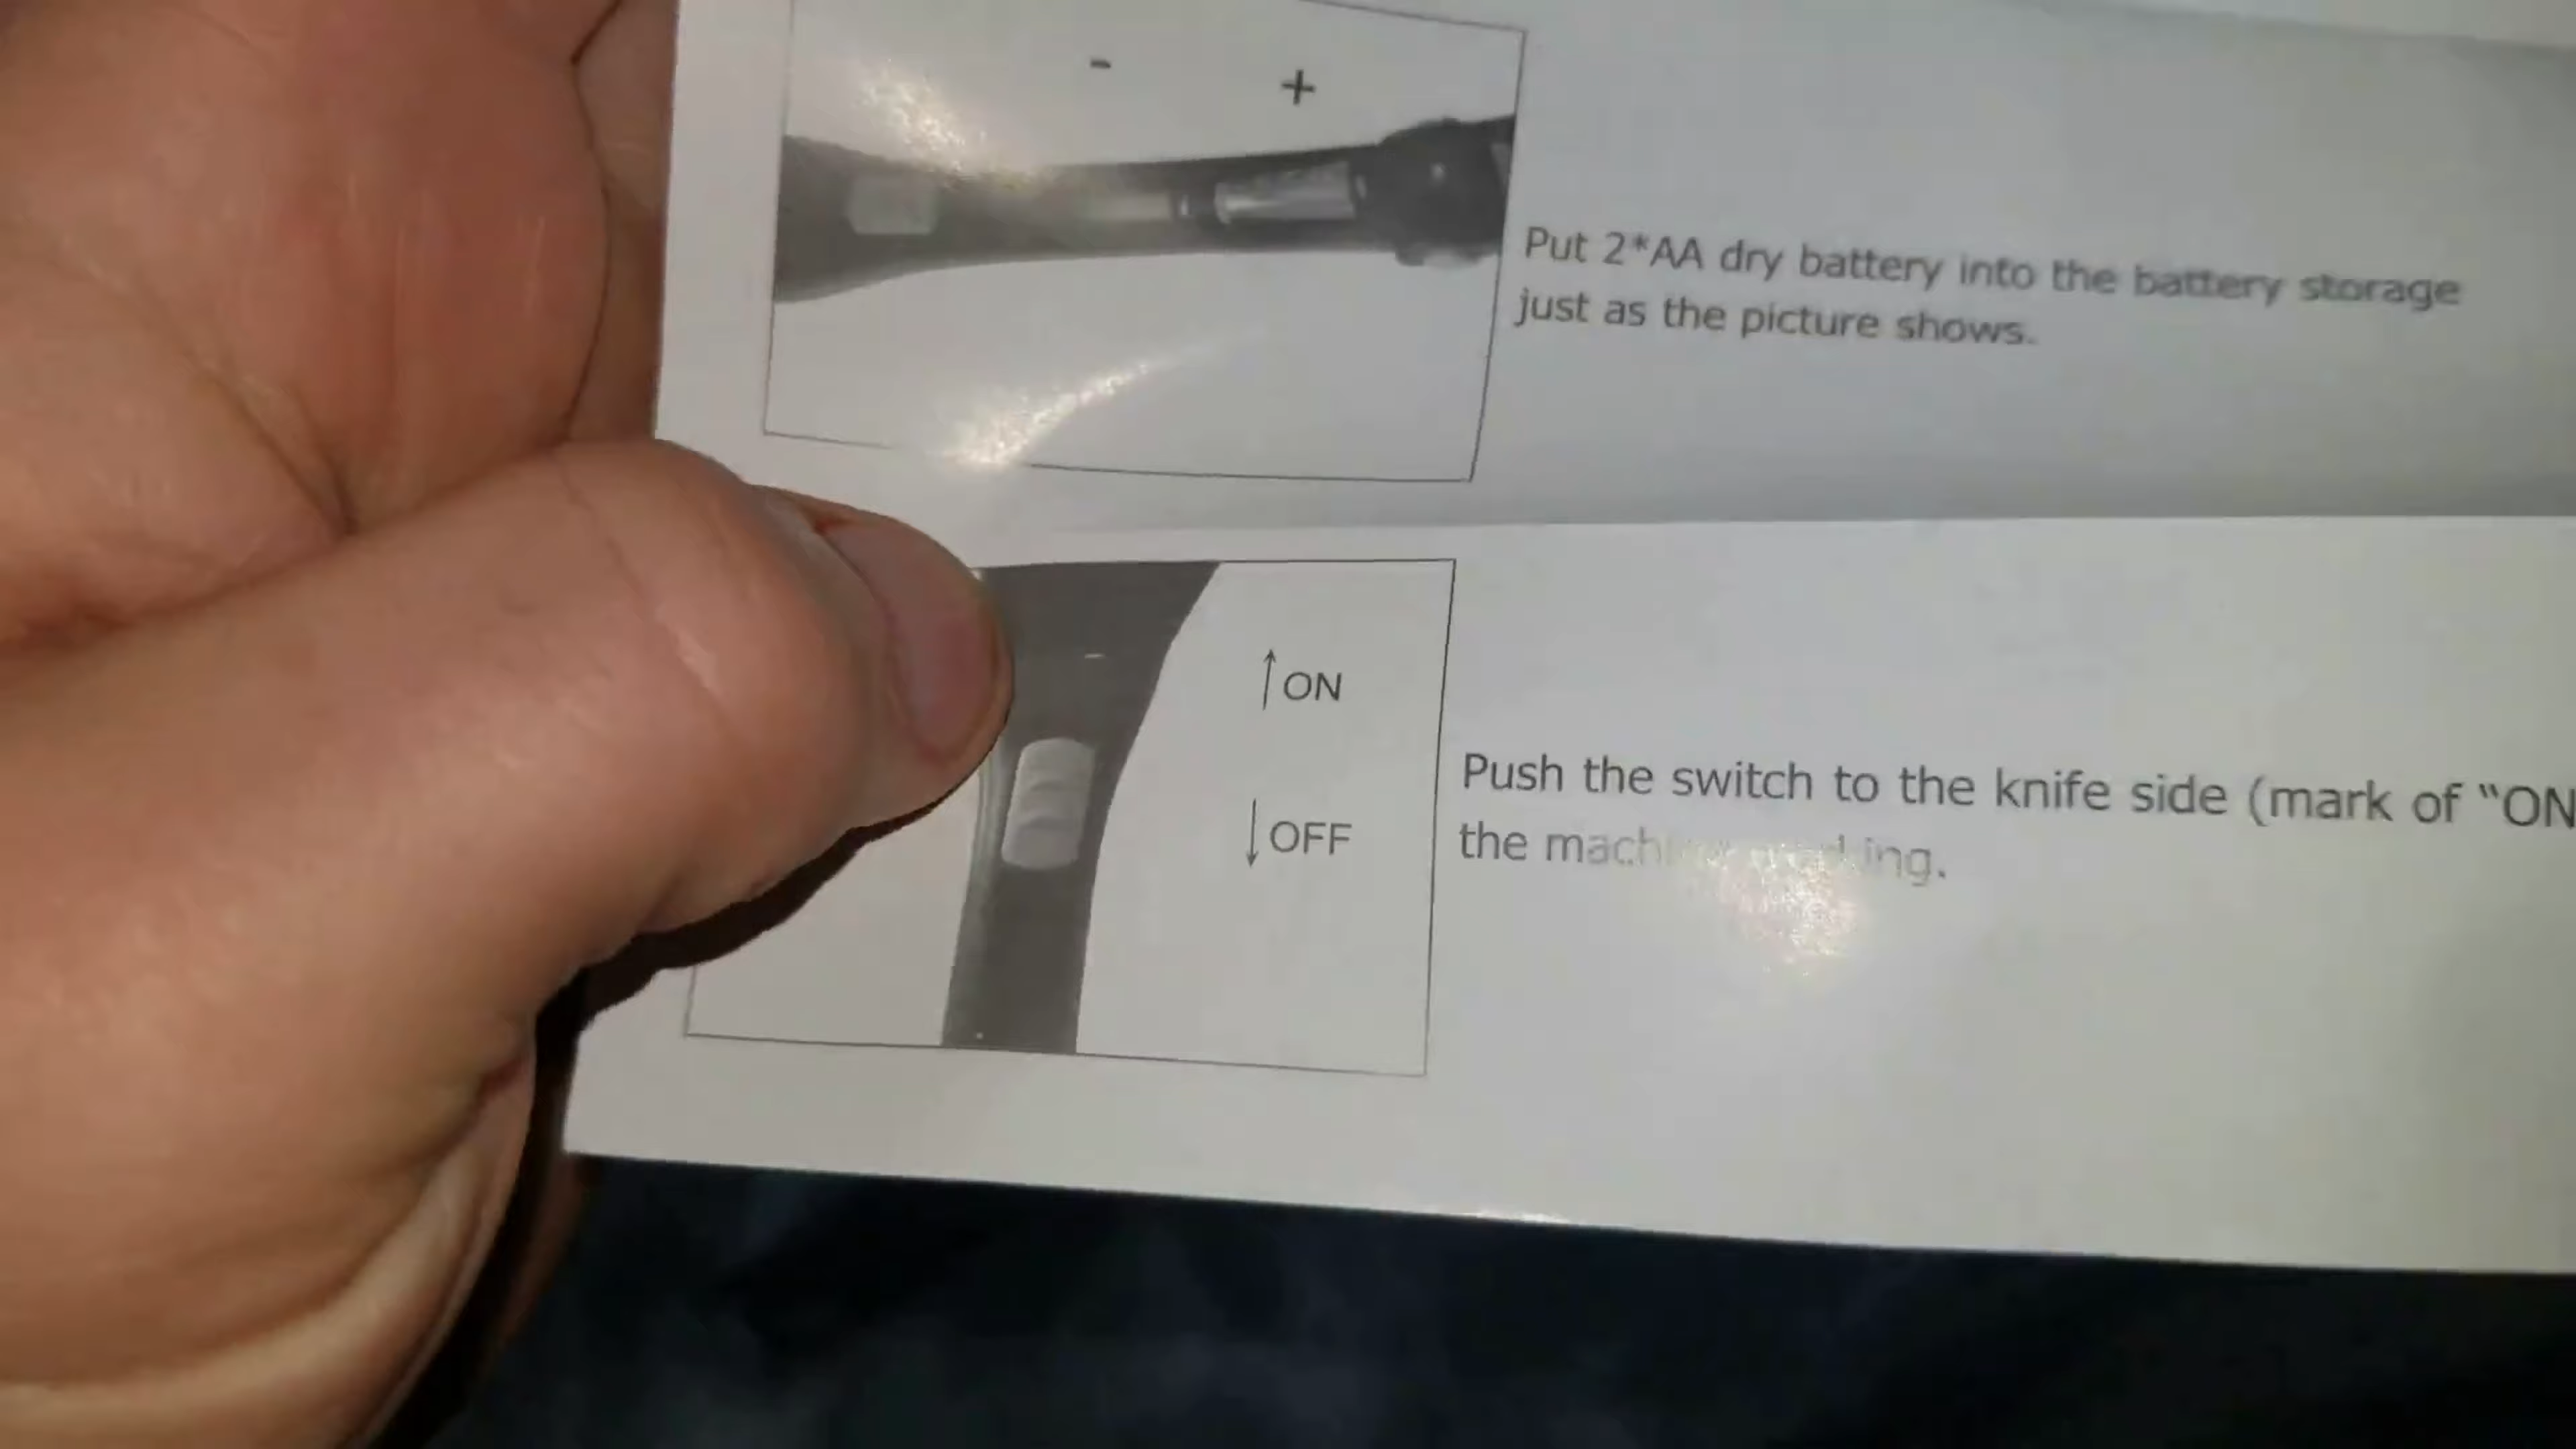 - +
Put 2*AA dry battery into the battery storage
just as the picture shows.
↑ ON
↓ OFF
Push the switch to the knife side (mark of "ON
the